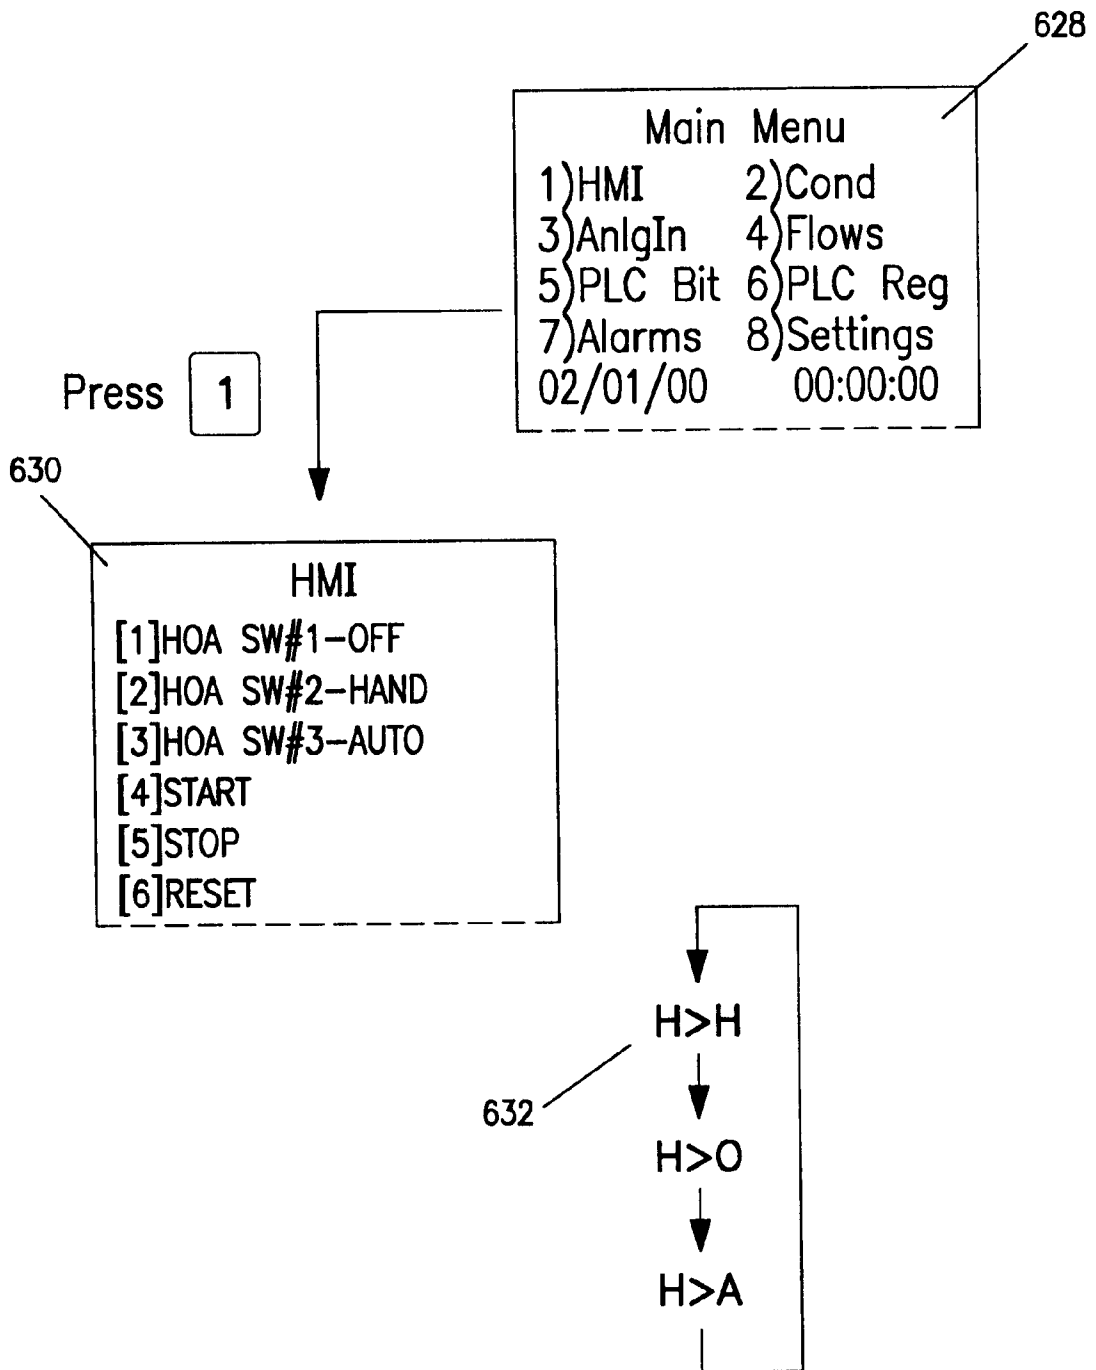 628
Main Menu
1)HMI 2)Cond
3)AnlgIn 4)Flows
5)PLC Bit 6)PLC Reg
7)Alarms 8)Settings
02/01/00 00:00:00
Press 1
630
HMI
[1]HOA SW#1-OFF
[2]HOA SW#2-HAND
[3]HOA SW#3-AUTO
[4]START
[5]STOP
[6]RESET
H>H
632
H>O
H>A